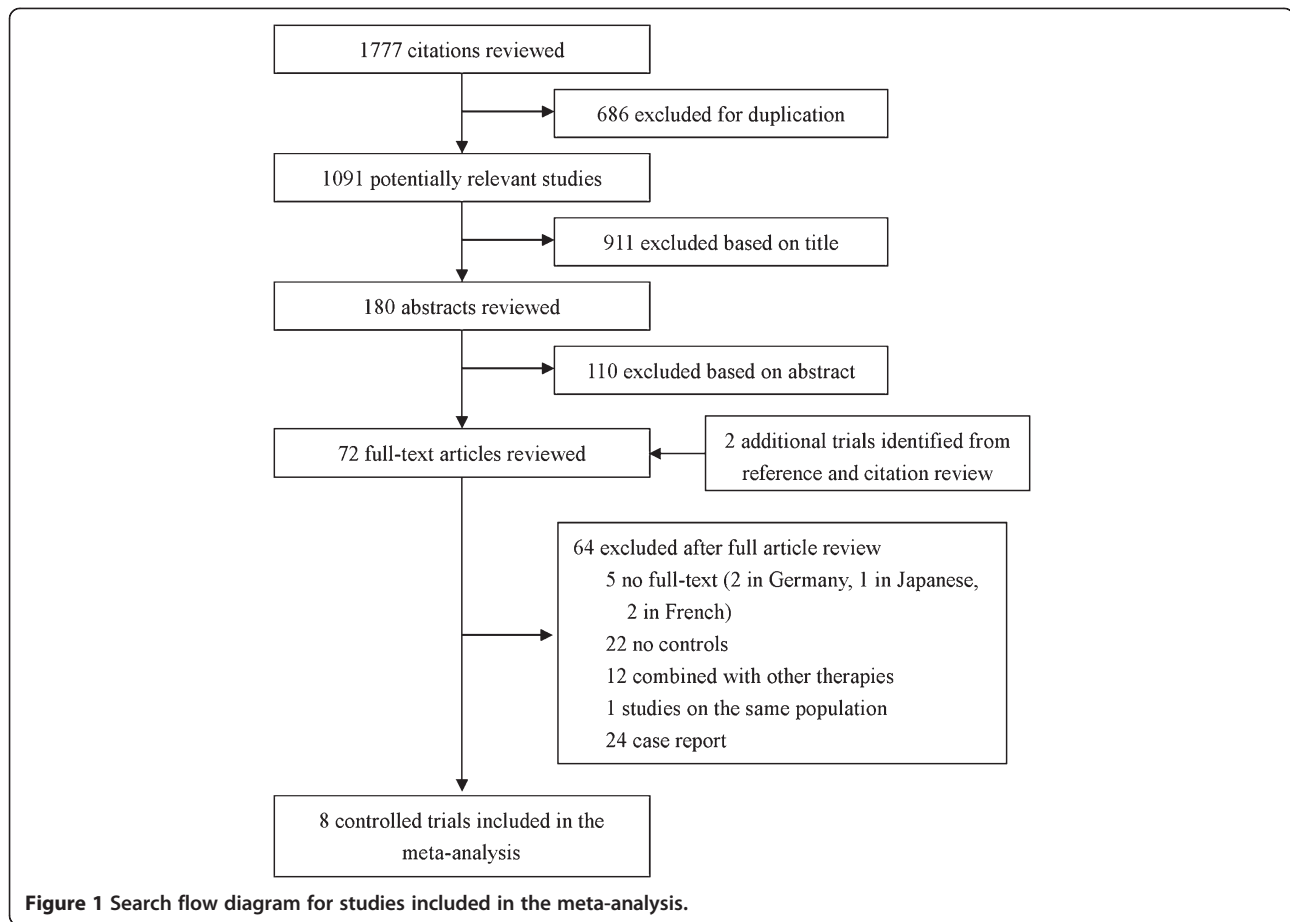 1777 citations reviewed
686 excluded for duplication
1091 potentially relevant studies
911 excluded based on title
180 abstracts reviewed
110 excluded based on abstract
72 full-text articles reviewed
2 additional trials identified from
reference and citation review
64 excluded after full article review
5 no full-text (2 in Germany, 1 in Japanese,
2 in French)
22 no controls
12 combined with other therapies
1 studies on the same population
24 case report
8 controlled trials included in the
meta-analysis
Figure 1 Search flow diagram for studies included in the meta-analysis.